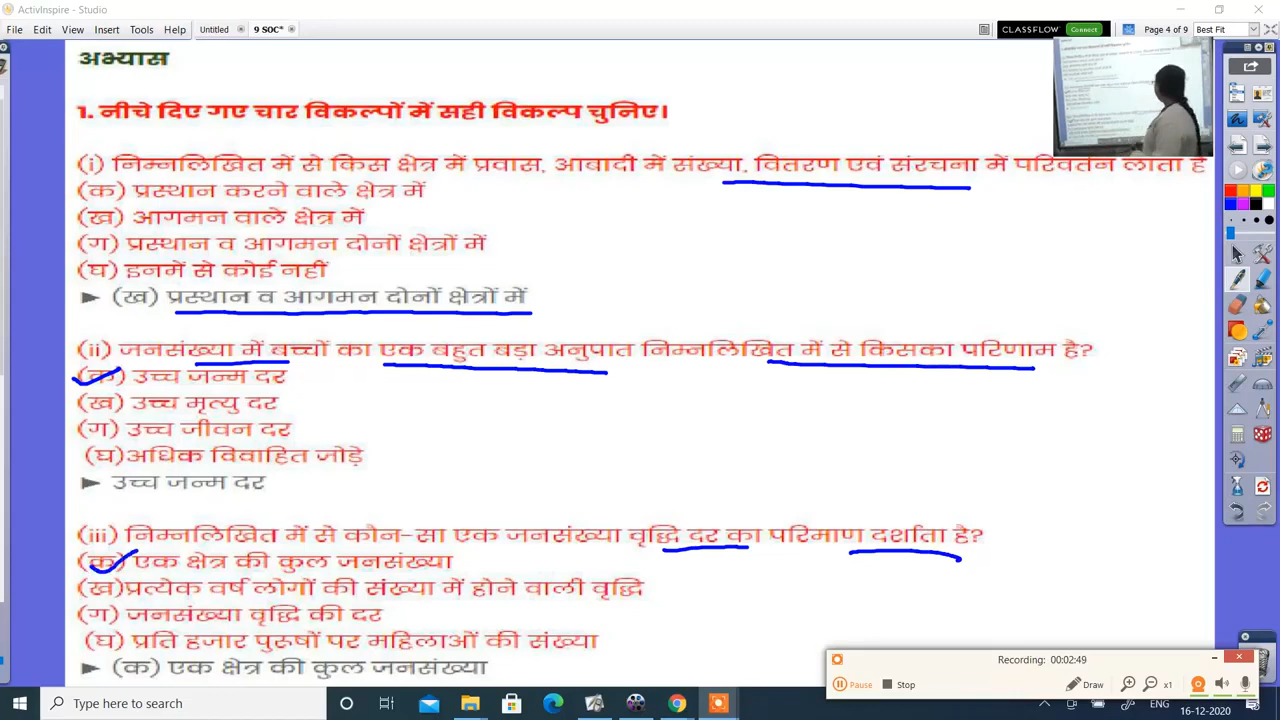 ActivInspire - Studio
File Edit View Insert Tools Help Untitled 9 SOC* CLASSFLOW Connect Page 4 of 9 Best Fit
अभ्यास
1. नीचे दिए गए चार विकल्पों में सही विकल्प चुनिए।
(i) निम्नलिखित में से किस क्षेत्र में प्रवास, आबादी में संख्या, वितरण एवं संरचना में परिवर्तन लाता है
(क) प्रस्थान करने वाले क्षेत्र में
(ख) आगमन वाले क्षेत्र में
(ग) प्रस्थान व आगमन दोनों क्षेत्रों में
(घ) इनमें से कोई नहीं
► (ख) प्रस्थान व आगमन दोनों क्षेत्रों में
(ii) जनसंख्या में बच्चों का एक बहुत बड़ा अनुपात निम्नलिखित में से किसका परिणाम है?
(क) उच्च जन्म दर
(ख) उच्च मृत्यु दर
(ग) उच्च जीवन दर
(घ)अधिक विवाहित जोड़े
► उच्च जन्म दर
(iii) निम्नलिखित में से कौन-सा एक जनसंख्या वृद्धि दर का परिमाण दर्शाता है?
(क) एक क्षेत्र की कुल जनसंख्या
(ख)प्रत्येक वर्ष लोगों की संख्या में होने वाली वृद्धि
(ग) जनसंख्या वृद्धि की दर
(घ) प्रति हजार पुरूषों पर महिलाओं की संख्या
► (क) एक क्षेत्र की कुल जनसंख्या
Recording: 00:02:49
Pause Stop Draw x1
Type here to search
ENG 16-12-2020